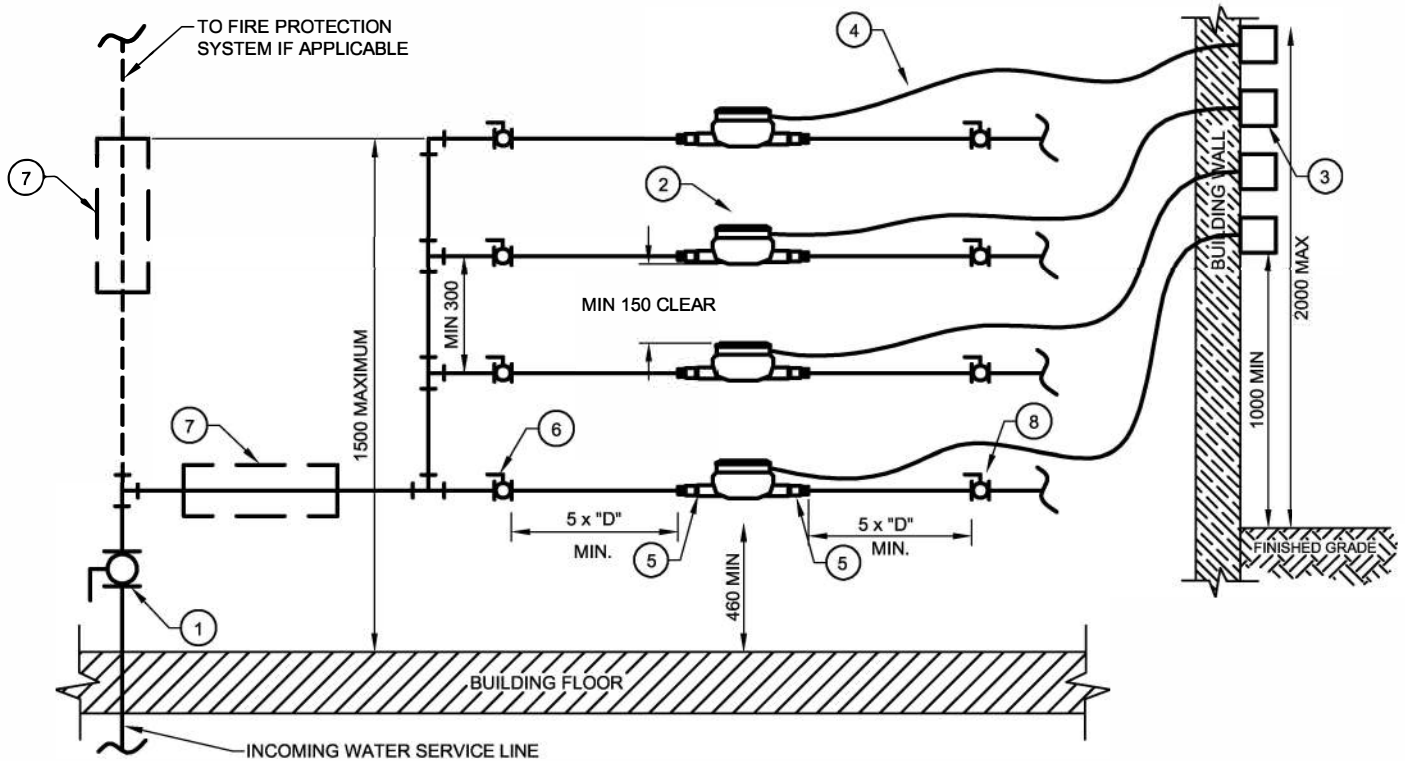 TO FIRE PROTECTION
SYSTEM IF APPLICABLE
4
7
2
3
BUILDING WALL
2000 MAX
MIN 300
MIN 150 CLEAR
1500 MAXIMUM
1000 MIN
7
6
8
5 x "D"
MIN.
5 x "D"
MIN.
5
5
460 MIN
FINISHED GRADE
1
BUILDING FLOOR
INCOMING WATER SERVICE LINE